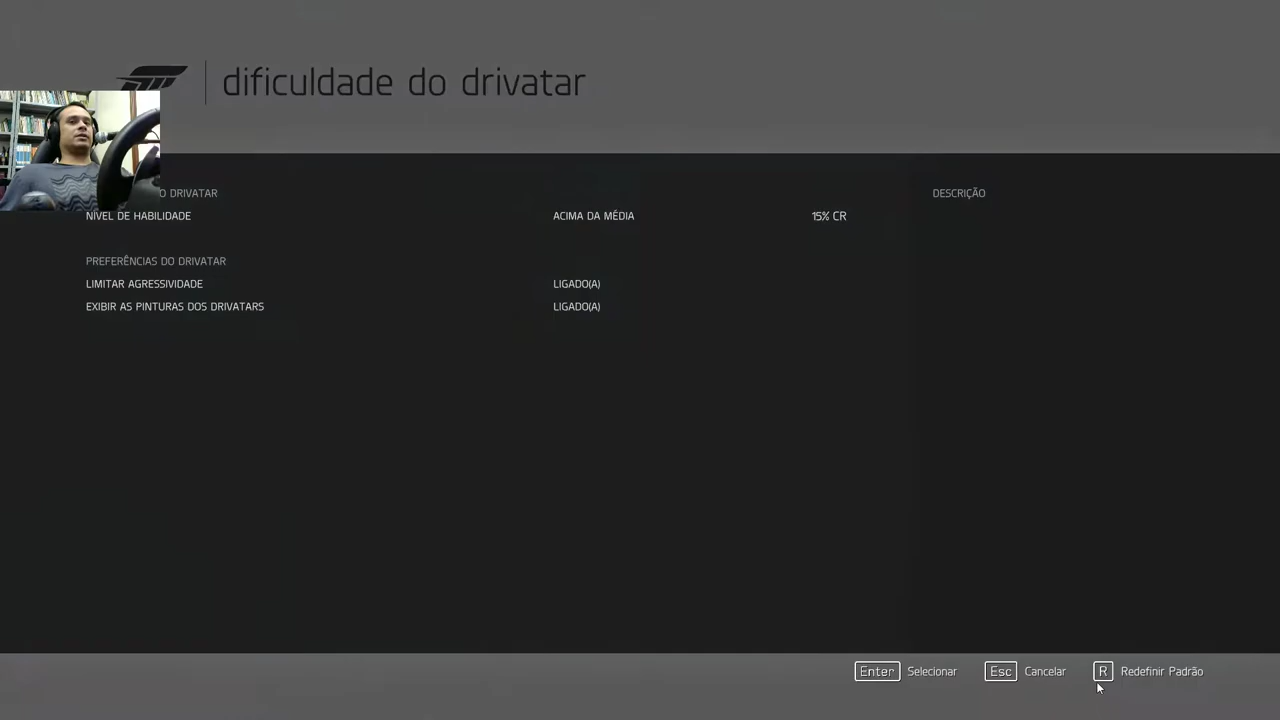 dificuldade do drivatar
O DRIVATAR DESCRIÇÃO
NÍVEL DE HABILIDADE ACIMA DA MÉDIA 15% CR
PREFERÊNCIAS DO DRIVATAR
LIMITAR AGRESSIVIDADE LIGADO(A)
EXIBIR AS PINTURAS DOS DRIVATARS LIGADO(A)
Enter Selecionar Esc Cancelar R Redefinir Padrão